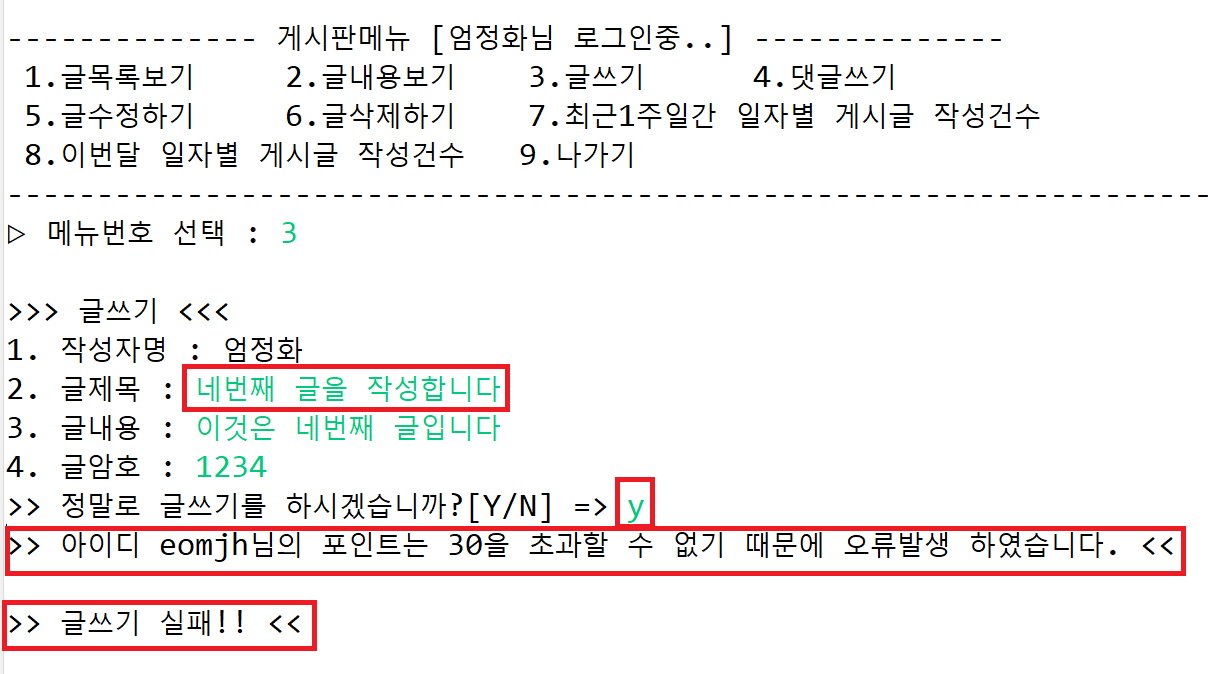 -------------- 게시판메뉴 [엄정화님 로그인중..] --------------
1.글목록보기 2.글내용보기 3.글쓰기 4.댓글쓰기
5.글수정하기 6.글삭제하기 7.최근1주일간 일자별 게시글 작성건수
8.이번달 일자별 게시글 작성건수 9.나가기
-------------------------------------------------------------------
▷ 메뉴번호 선택 : 3
>>> 글쓰기 <<<
1. 작성자명 : 엄정화
2. 글제목 : 네번째 글을 작성합니다
3. 글내용 : 이것은 네번째 글입니다
4. 글암호 : 1234
>> 정말로 글쓰기를 하시겠습니까?[Y/N] => y
>> 아이디 eomjh님의 포인트는 30을 초과할 수 없기 때문에 오류발생 하였습니다. <<
>> 글쓰기 실패!! <<